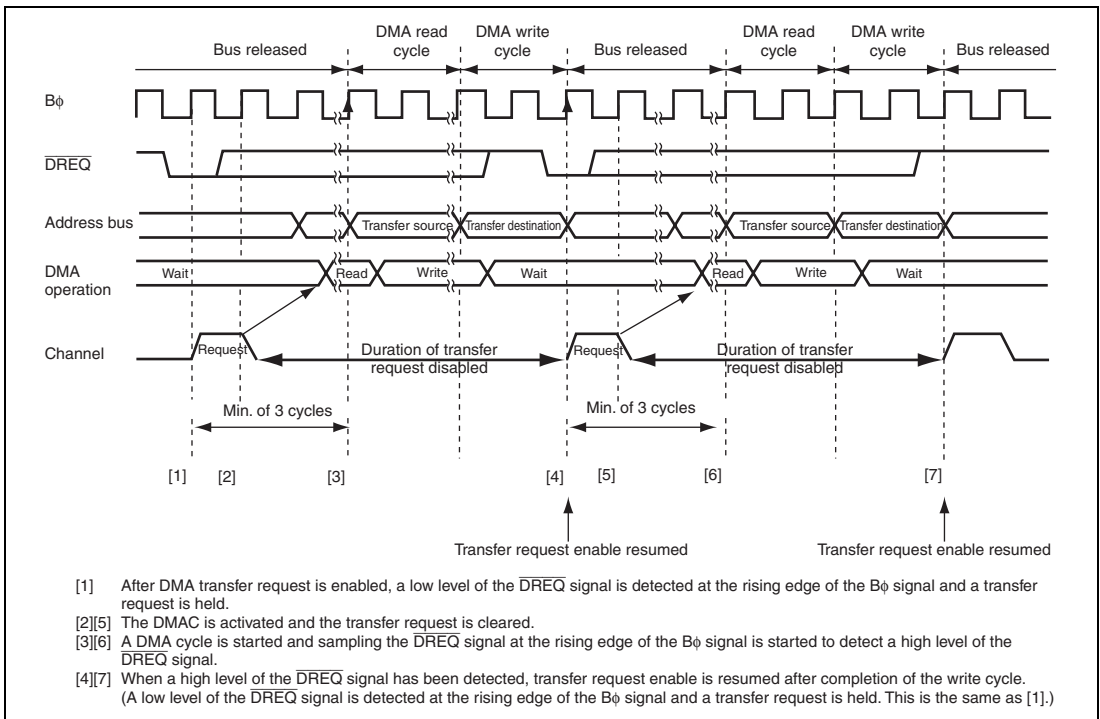 Bus released
DMA read cycle
DMA write cycle
Bus released
DMA read cycle
DMA write cycle
Bus released
Bφ
DREQ
Address bus
Transfer source
Transfer destination
Transfer source
Transfer destination
DMA operation
Wait
Read
Write
Wait
Read
Write
Wait
Channel
Request
Duration of transfer request disabled
Request
Duration of transfer request disabled
Min. of 3 cycles
Min. of 3 cycles
[1] [2] [3] [4] [5] [6] [7]
Transfer request enable resumed
Transfer request enable resumed
[1] After DMA transfer request is enabled, a low level of the DREQ signal is detected at the rising edge of the Bφ signal and a transfer
request is held.
[2][5] The DMAC is activated and the transfer request is cleared.
[3][6] A DMA cycle is started and sampling the DREQ signal at the rising edge of the Bφ signal is started to detect a high level of the
DREQ signal.
[4][7] When a high level of the DREQ signal has been detected, transfer request enable is resumed after completion of the write cycle.
(A low level of the DREQ signal is detected at the rising edge of the Bφ signal and a transfer request is held. This is the same as [1].)